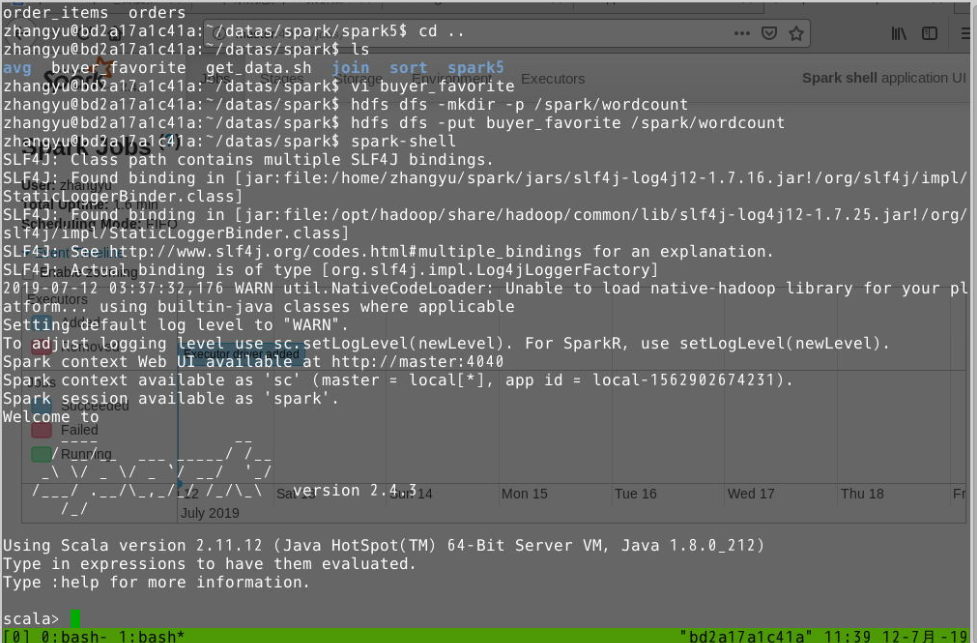 order_items  orders
zhangyu@bd2a17a1c41a:~/datas/spark/spark5$ cd ..
zhangyu@bd2a17a1c41a:~/datas/spark$ ls
avg  buyer_favorite  get_data.sh  join  sort  spark5
zhangyu@bd2a17a1c41a:~/datas/spark$ vi buyer_favorite
zhangyu@bd2a17a1c41a:~/datas/spark$ hdfs dfs -mkdir -p /spark/wordcount
zhangyu@bd2a17a1c41a:~/datas/spark$ hdfs dfs -put buyer_favorite /spark/wordcount
zhangyu@bd2a17a1c41a:~/datas/spark$ spark-shell
SLF4J: Class path contains multiple SLF4J bindings.
SLF4J: Found binding in [jar:file:/home/zhangyu/spark/jars/slf4j-log4j12-1.7.16.jar!/org/slf4j/impl/
StaticLoggerBinder.class]
SLF4J: Found binding in [jar:file:/opt/hadoop/share/hadoop/common/lib/slf4j-log4j12-1.7.25.jar!/org/
slf4j/impl/StaticLoggerBinder.class]
SLF4J: See http://www.slf4j.org/codes.html#multiple_bindings for an explanation.
SLF4J: Actual binding is of type [org.slf4j.impl.Log4jLoggerFactory]
2019-07-12 03:37:32,176 WARN util.NativeCodeLoader: Unable to load native-hadoop library for your pl
atform... using builtin-java classes where applicable
Setting default log level to "WARN".
To adjust logging level use sc.setLogLevel(newLevel). For SparkR, use setLogLevel(newLevel).
Spark context Web UI available at http://master:4040
Spark context available as 'sc' (master = local[*], app id = local-1562902674231).
Spark session available as 'spark'.
Welcome to
version 2.4.3
Using Scala version 2.11.12 (Java HotSpot(TM) 64-Bit Server VM, Java 1.8.0_212)
Type in expressions to have them evaluated.
Type :help for more information.
scala>
[0] 0:bash- 1:bash* "bd2a17a1c41a" 11:39 12-7月-19
Spark
Jobs Stages Storage Environment Executors
Spark shell application UI
Spark Jobs (?)
User: zhangyu
Total Uptime: 1.6 min
Scheduling Mode: FIFO
Event Timeline
Enable zooming
Executors
Added
Removed
Executor driver added
Succeeded
Failed
Running
Mon 15 Tue 16 Wed 17 Thu 18
July 2019